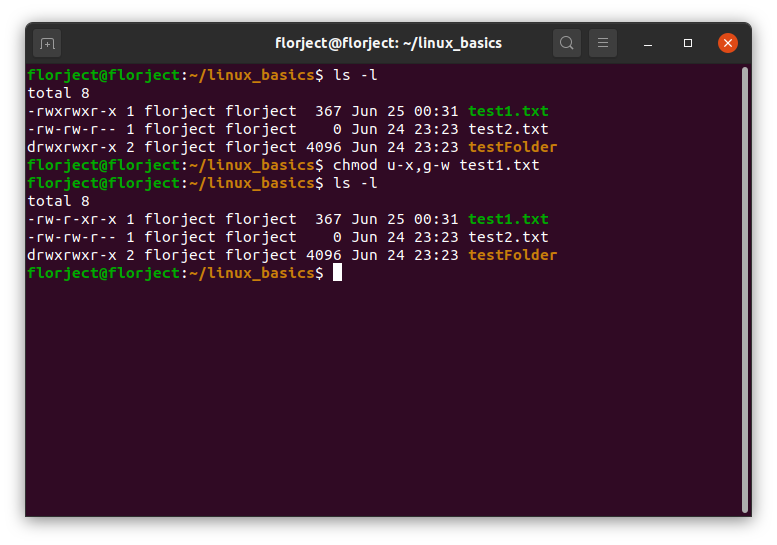 florject@florject: ~/linux_basics
florject@florject:~/linux_basics$ ls -l
total 8
-rwxrwxr-x 1 florject florject  367 Jun 25 00:31 test1.txt
-rw-rw-r-- 1 florject florject    0 Jun 24 23:23 test2.txt
drwxrwxr-x 2 florject florject 4096 Jun 24 23:23 testFolder
florject@florject:~/linux_basics$ chmod u-x,g-w test1.txt
florject@florject:~/linux_basics$ ls -l
total 8
-rw-r-xr-x 1 florject florject  367 Jun 25 00:31 test1.txt
-rw-rw-r-- 1 florject florject    0 Jun 24 23:23 test2.txt
drwxrwxr-x 2 florject florject 4096 Jun 24 23:23 testFolder
florject@florject:~/linux_basics$